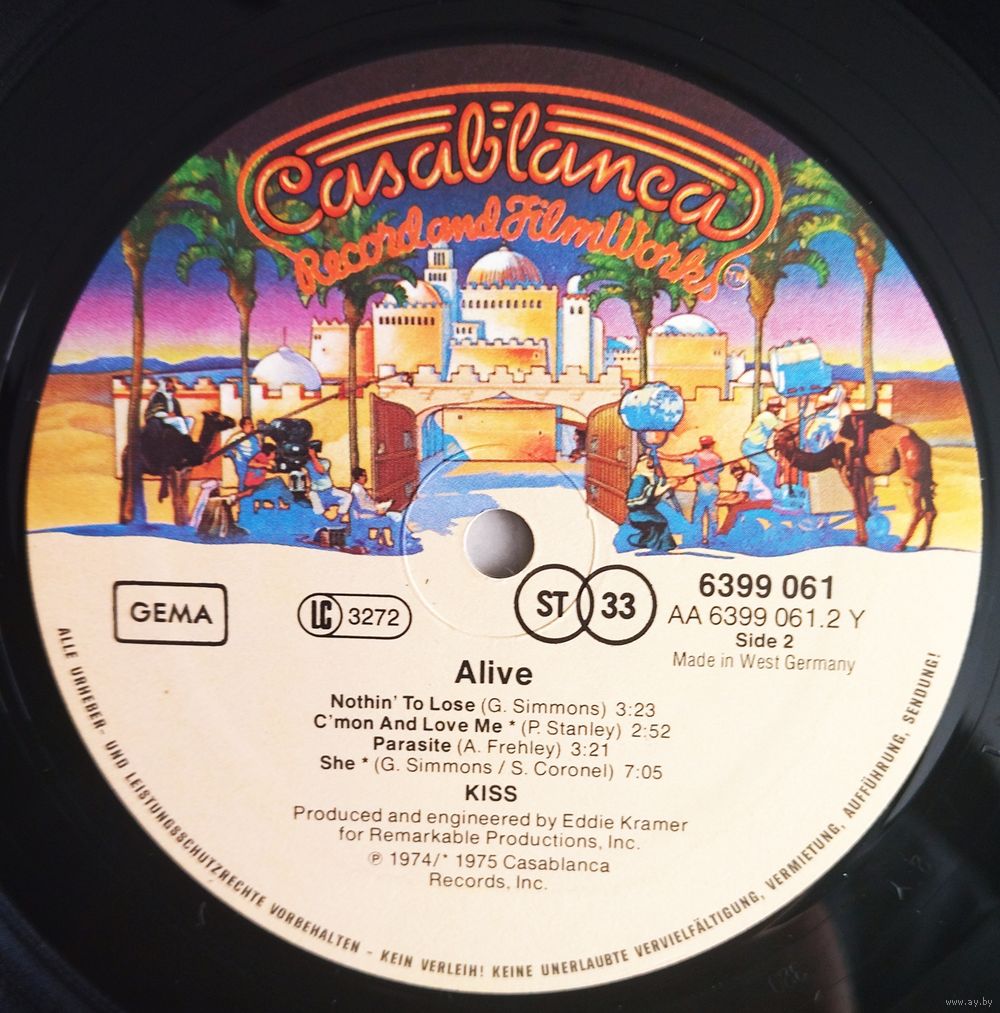 Casablanca
Record and FilmWorks
TM
GEMA
LC 3272
ST 33
6399 061
AA 6399 061.2 Y
Side 2
Made in West Germany
Alive
Nothin' To Lose (G. Simmons) 3:23
C'mon And Love Me * (P. Stanley) 2:52
Parasite (A. Frehley) 3:21
She * (G. Simmons / S. Coronel) 7:05
KISS
Produced and engineered by Eddie Kramer
for Remarkable Productions, Inc.
℗ 1974/* 1975 Casablanca
Records, Inc.
ALLE URHEBER- UND LEISTUNGSSCHUTZRECHTE VORBEHALTEN - KEIN VERLEIH! KEINE UNERLAUBTE VERVIELFÄLTIGUNG, VERMIETUNG, AUFFÜHRUNG, SENDUNG!
www.ay.by